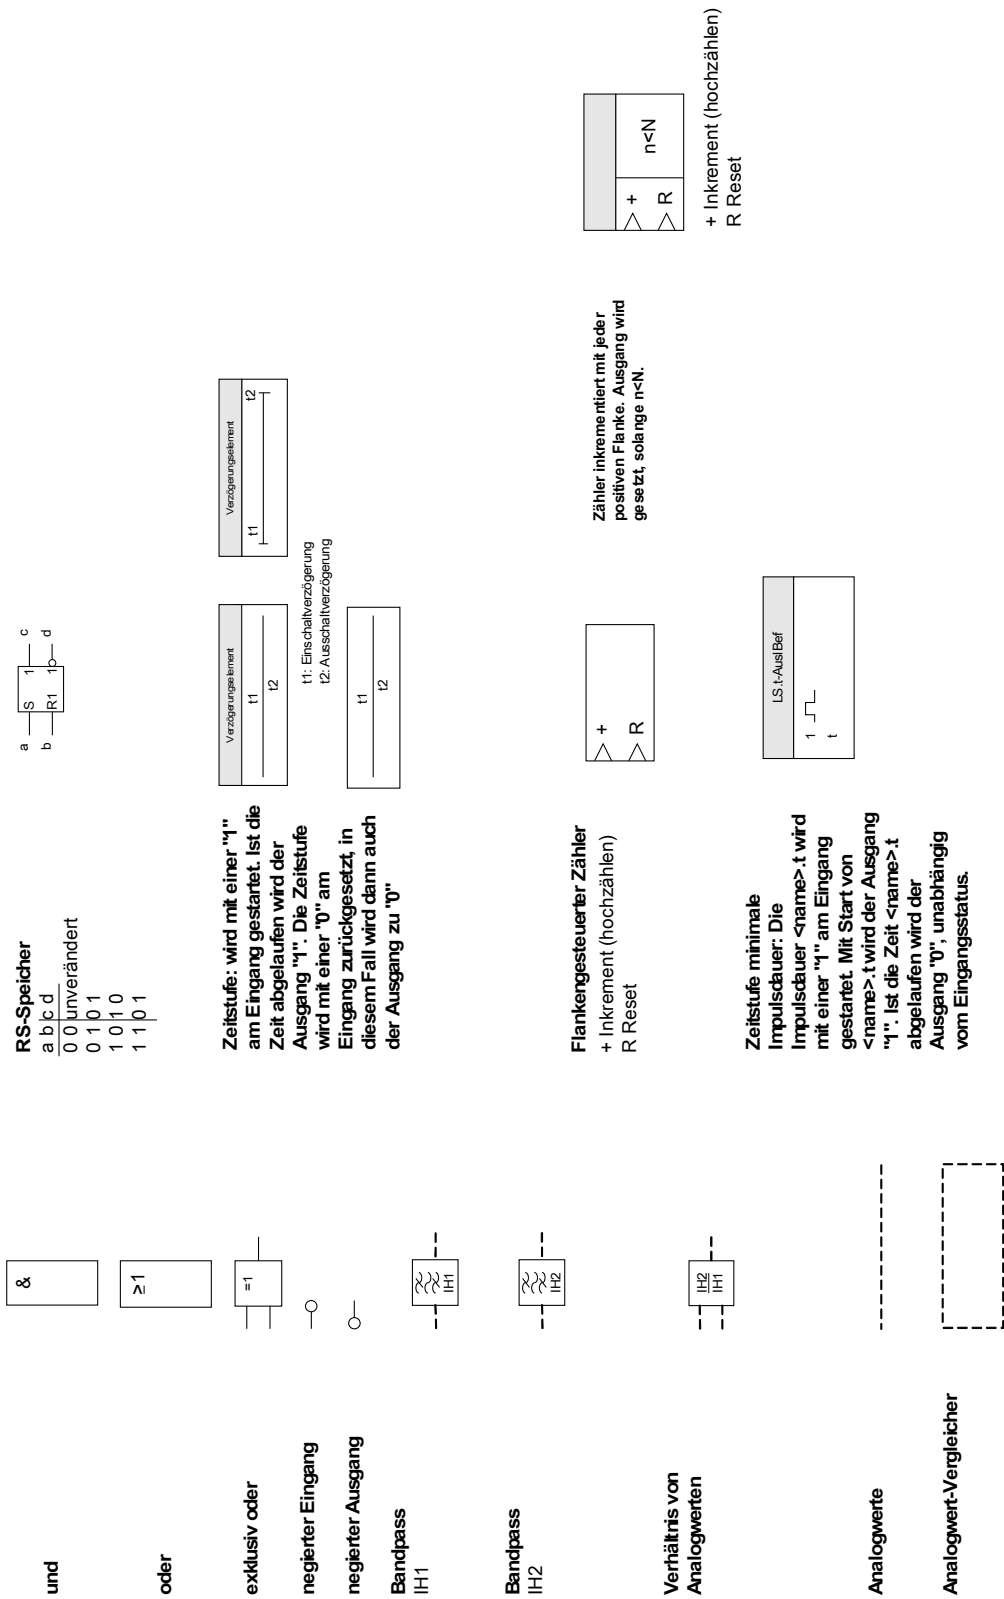 und
&
oder
≥1
exklusiv oder
=1
negierter Eingang
negierter Ausgang
Bandpass
IH1
IH1
Bandpass
IH2
IH2
Verhältnis von
Analogwerten
IH2
IH1
Analogwerte
Analogwert-Vergleicher
RS-Speicher
a b c d
0 0 unverändert
0 1 0 1
1 0 1 0
1 1 0 1
a S 1 c
b R1 1 d
Zeitstufe: wird mit einer "1"
am Eingang gestartet. Ist die
Zeit abgelaufen wird der
Ausgang "1". Die Zeitstufe
wird mit einer "0" am
Eingang zurückgesetzt, in
diesem Fall wird dann auch
der Ausgang zu "0"
Verzögerungselement
t1
t2
Verzögerungselement
t1 t2
t1: Einschaltverzögerung
t2: Ausschaltverzögerung
t1
t2
Flankengesteuerter Zähler
+ Inkrement (hochzählen)
R Reset
+
R
Zähler inkrementiert mit jeder
positiven Flanke. Ausgang wird
gesetzt, solange n<N.
+
R
n<N
+ Inkrement (hochzählen)
R Reset
Zeitstufe minimale
Impulsdauer: Die
Impulsdauer <name>.t wird
mit einer "1" am Eingang
gestartet. Mit Start von
<name>.t wird der Ausgang
"1". Ist die Zeit <name>.t
abgelaufen wird der
Ausgang "0", unabhängig
vom Eingangsstatus.
LS.t-AuslBef
1
t